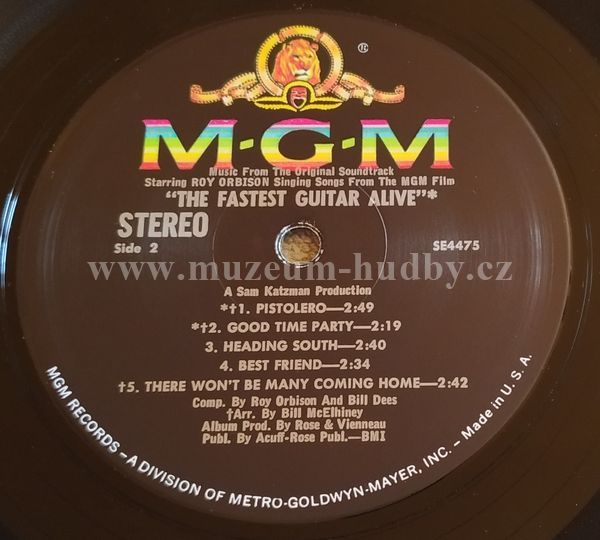 ®
M·G·M
Music From The Original Soundtrack
Starring ROY ORBISON Singing Songs From The MGM Film
"THE FASTEST GUITAR ALIVE"*
STEREO
Side 2
SE4475
www.muzeum-hudby.cz
A Sam Katzman Production
*†1. PISTOLERO—2:49
*†2. GOOD TIME PARTY—2:19
3. HEADING SOUTH—2:40
4. BEST FRIEND—2:34
†5. THERE WON'T BE MANY COMING HOME—2:42
Comp. By Roy Orbison And Bill Dees
†Arr. By Bill McElhiney
Album Prod. By Rose & Vienneau
Publ. By Acuff-Rose Publ.—BMI
MGM RECORDS – A DIVISION OF METRO-GOLDWYN-MAYER, INC. – Made in U. S. A.